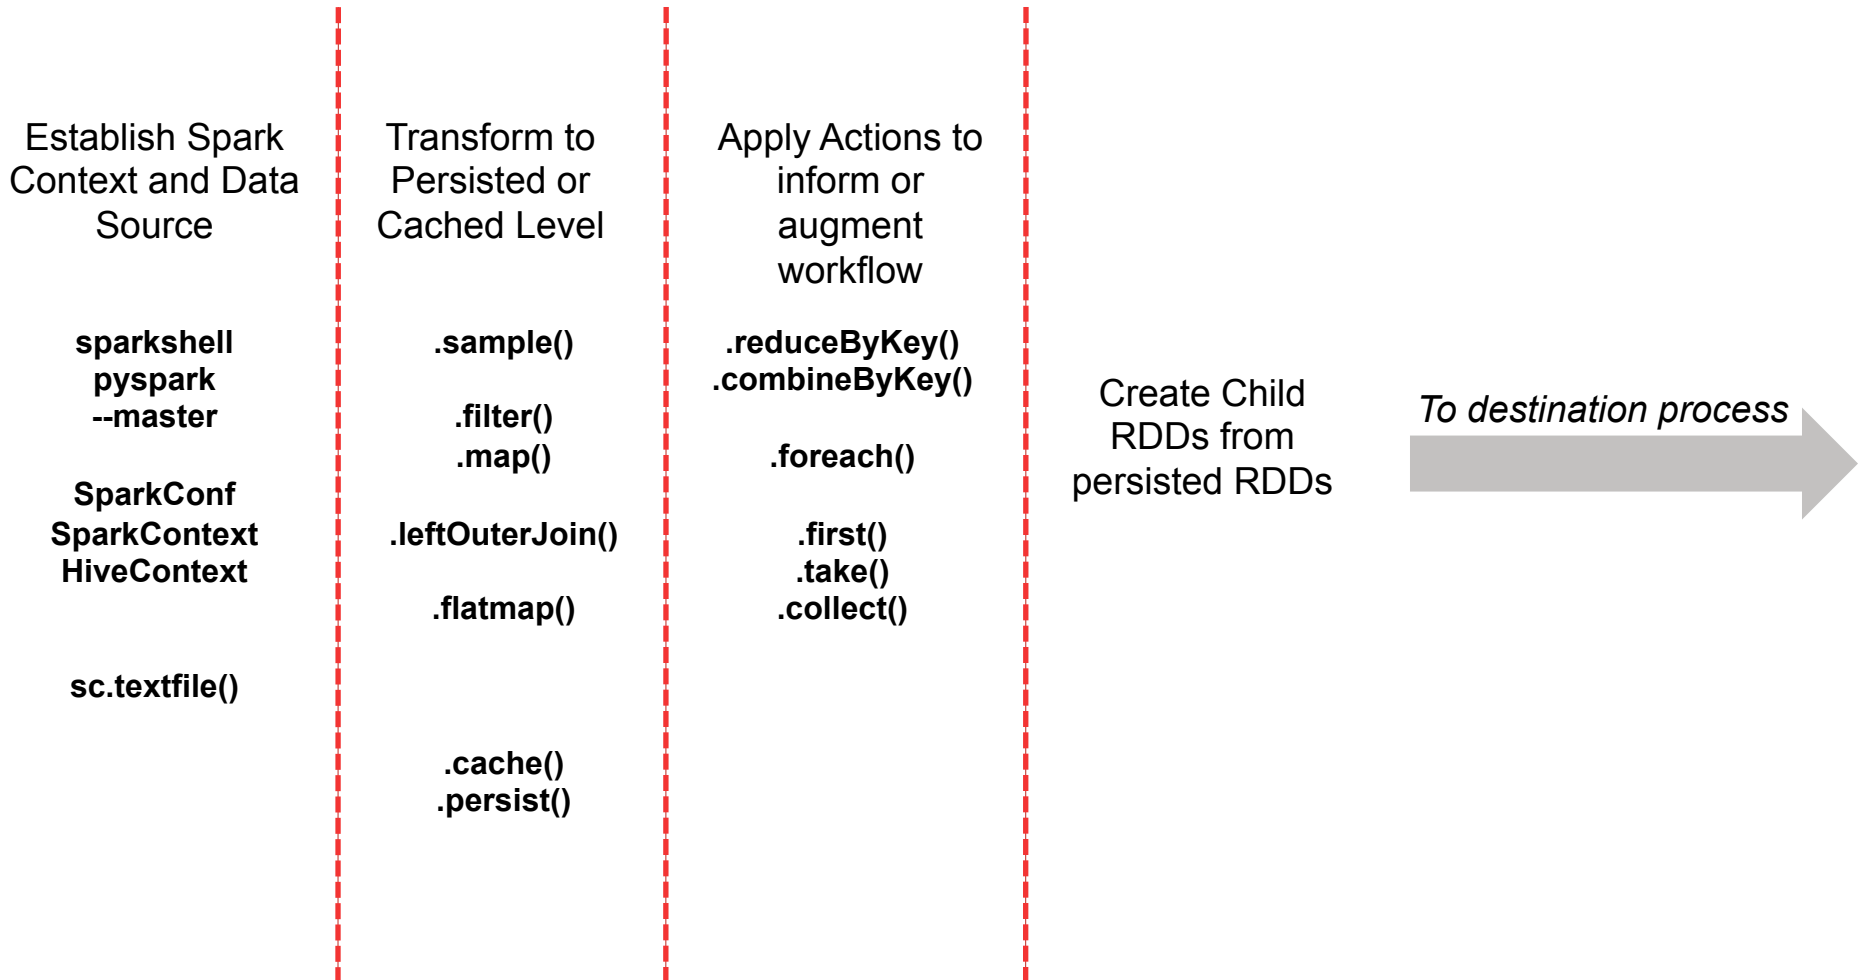 Establish Spark
Context and Data
Source
sparkshell
pyspark
--master
SparkConf
SparkContext
HiveContext
sc.textfile()
Transform to
Persisted or
Cached Level
.sample()
.filter()
.map()
.leftOuterJoin()
.flatmap()
.cache()
.persist()
Apply Actions to
inform or
augment
workflow
.reduceByKey()
.combineByKey()
.foreach()
.first()
.take()
.collect()
Create Child
RDDs from
persisted RDDs
To destination process